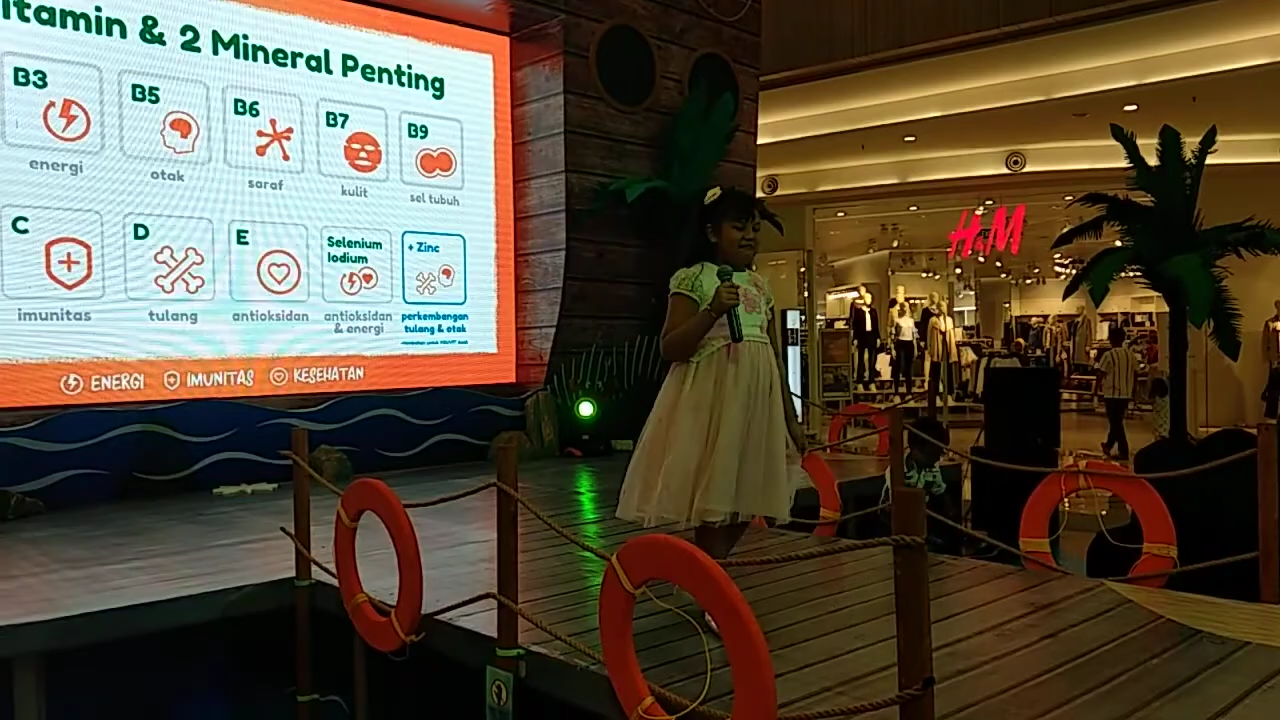 itamin & 2 Mineral Penting
B3
energi
B5
otak
B6
saraf
B7
kulit
B9
sel tubuh
C
imunitas
D
tulang
E
antioksidan
Selenium
Iodium
antioksidan
& energi
+ Zinc
perkembangan
tulang & otak
ENERGI
IMUNITAS
KESEHATAN
H&M